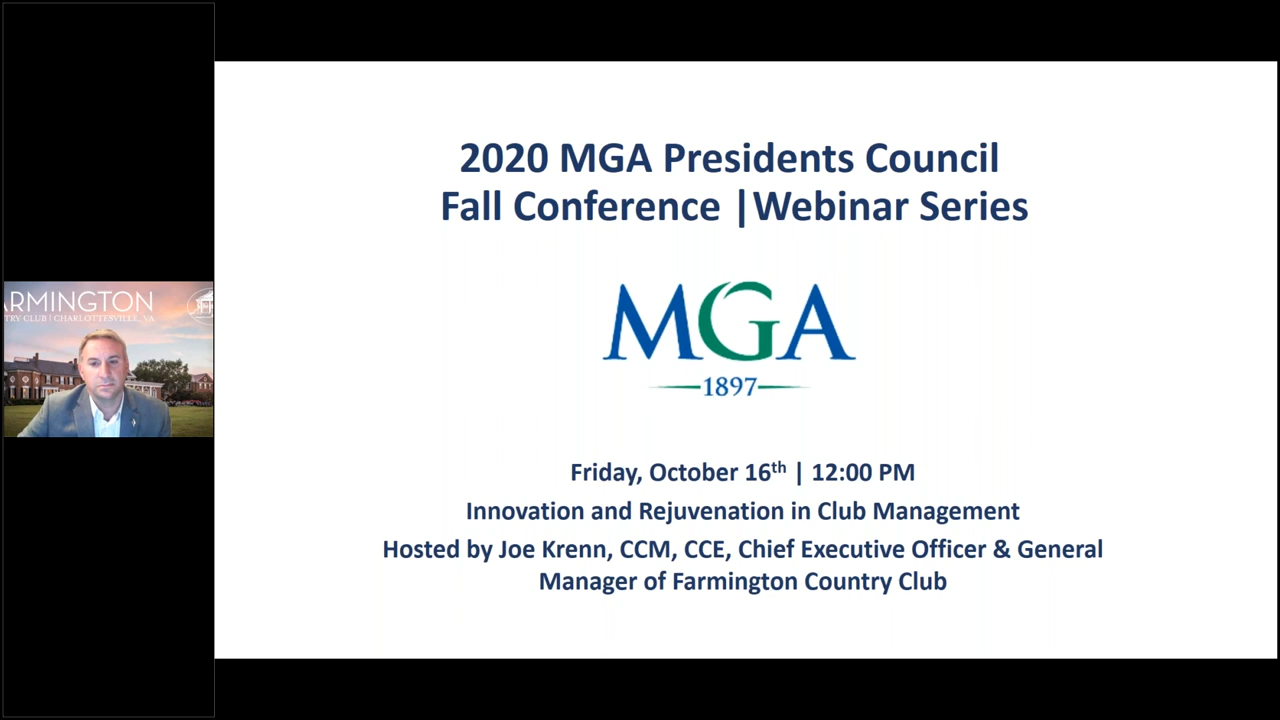 2020 MGA Presidents Council
Fall Conference |Webinar Series
MGA
1897
Friday, October 16th | 12:00 PM
Innovation and Rejuvenation in Club Management
Hosted by Joe Krenn, CCM, CCE, Chief Executive Officer & General
Manager of Farmington Country Club
ARMINGTON
TRY CLUB | CHARLOTTESVILLE, VA